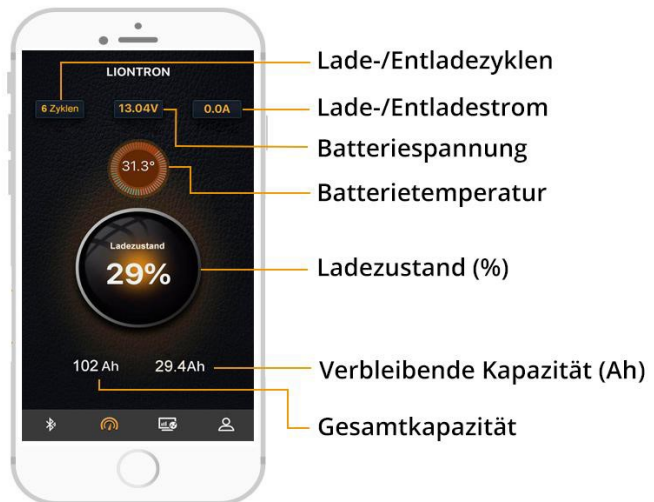 LIONTRON
6 Zyklen
13.04V
0.0A
31.3°
Ladezustand
29%
102 Ah
29.4Ah
Lade-/Entladezyklen
Lade-/Entladestrom
Batteriespannung
Batterietemperatur
Ladezustand (%)
Verbleibende Kapazität (Ah)
Gesamtkapazität